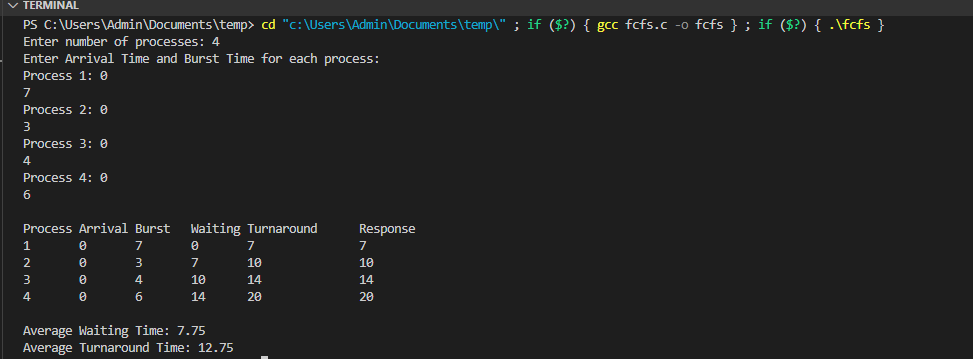 TERMINAL
PS C:\Users\Admin\Documents\temp> cd "c:\Users\Admin\Documents\temp\" ; if ($?) { gcc fcfs.c -o fcfs } ; if ($?) { .\fcfs }
Enter number of processes: 4
Enter Arrival Time and Burst Time for each process:
Process 1: 0
7
Process 2: 0
3
Process 3: 0
4
Process 4: 0
6
Process Arrival Burst Waiting Turnaround Response
1 0 7 0 7 7
2 0 3 7 10 10
3 0 4 10 14 14
4 0 6 14 20 20
Average Waiting Time: 7.75
Average Turnaround Time: 12.75